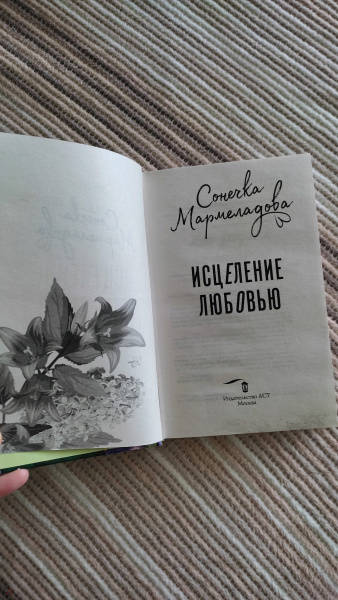 Сонечка
Мармеладова
ИСЦЕЛЕНИЕ
ЛЮБОВЬЮ
Издательство АСТ
Москва